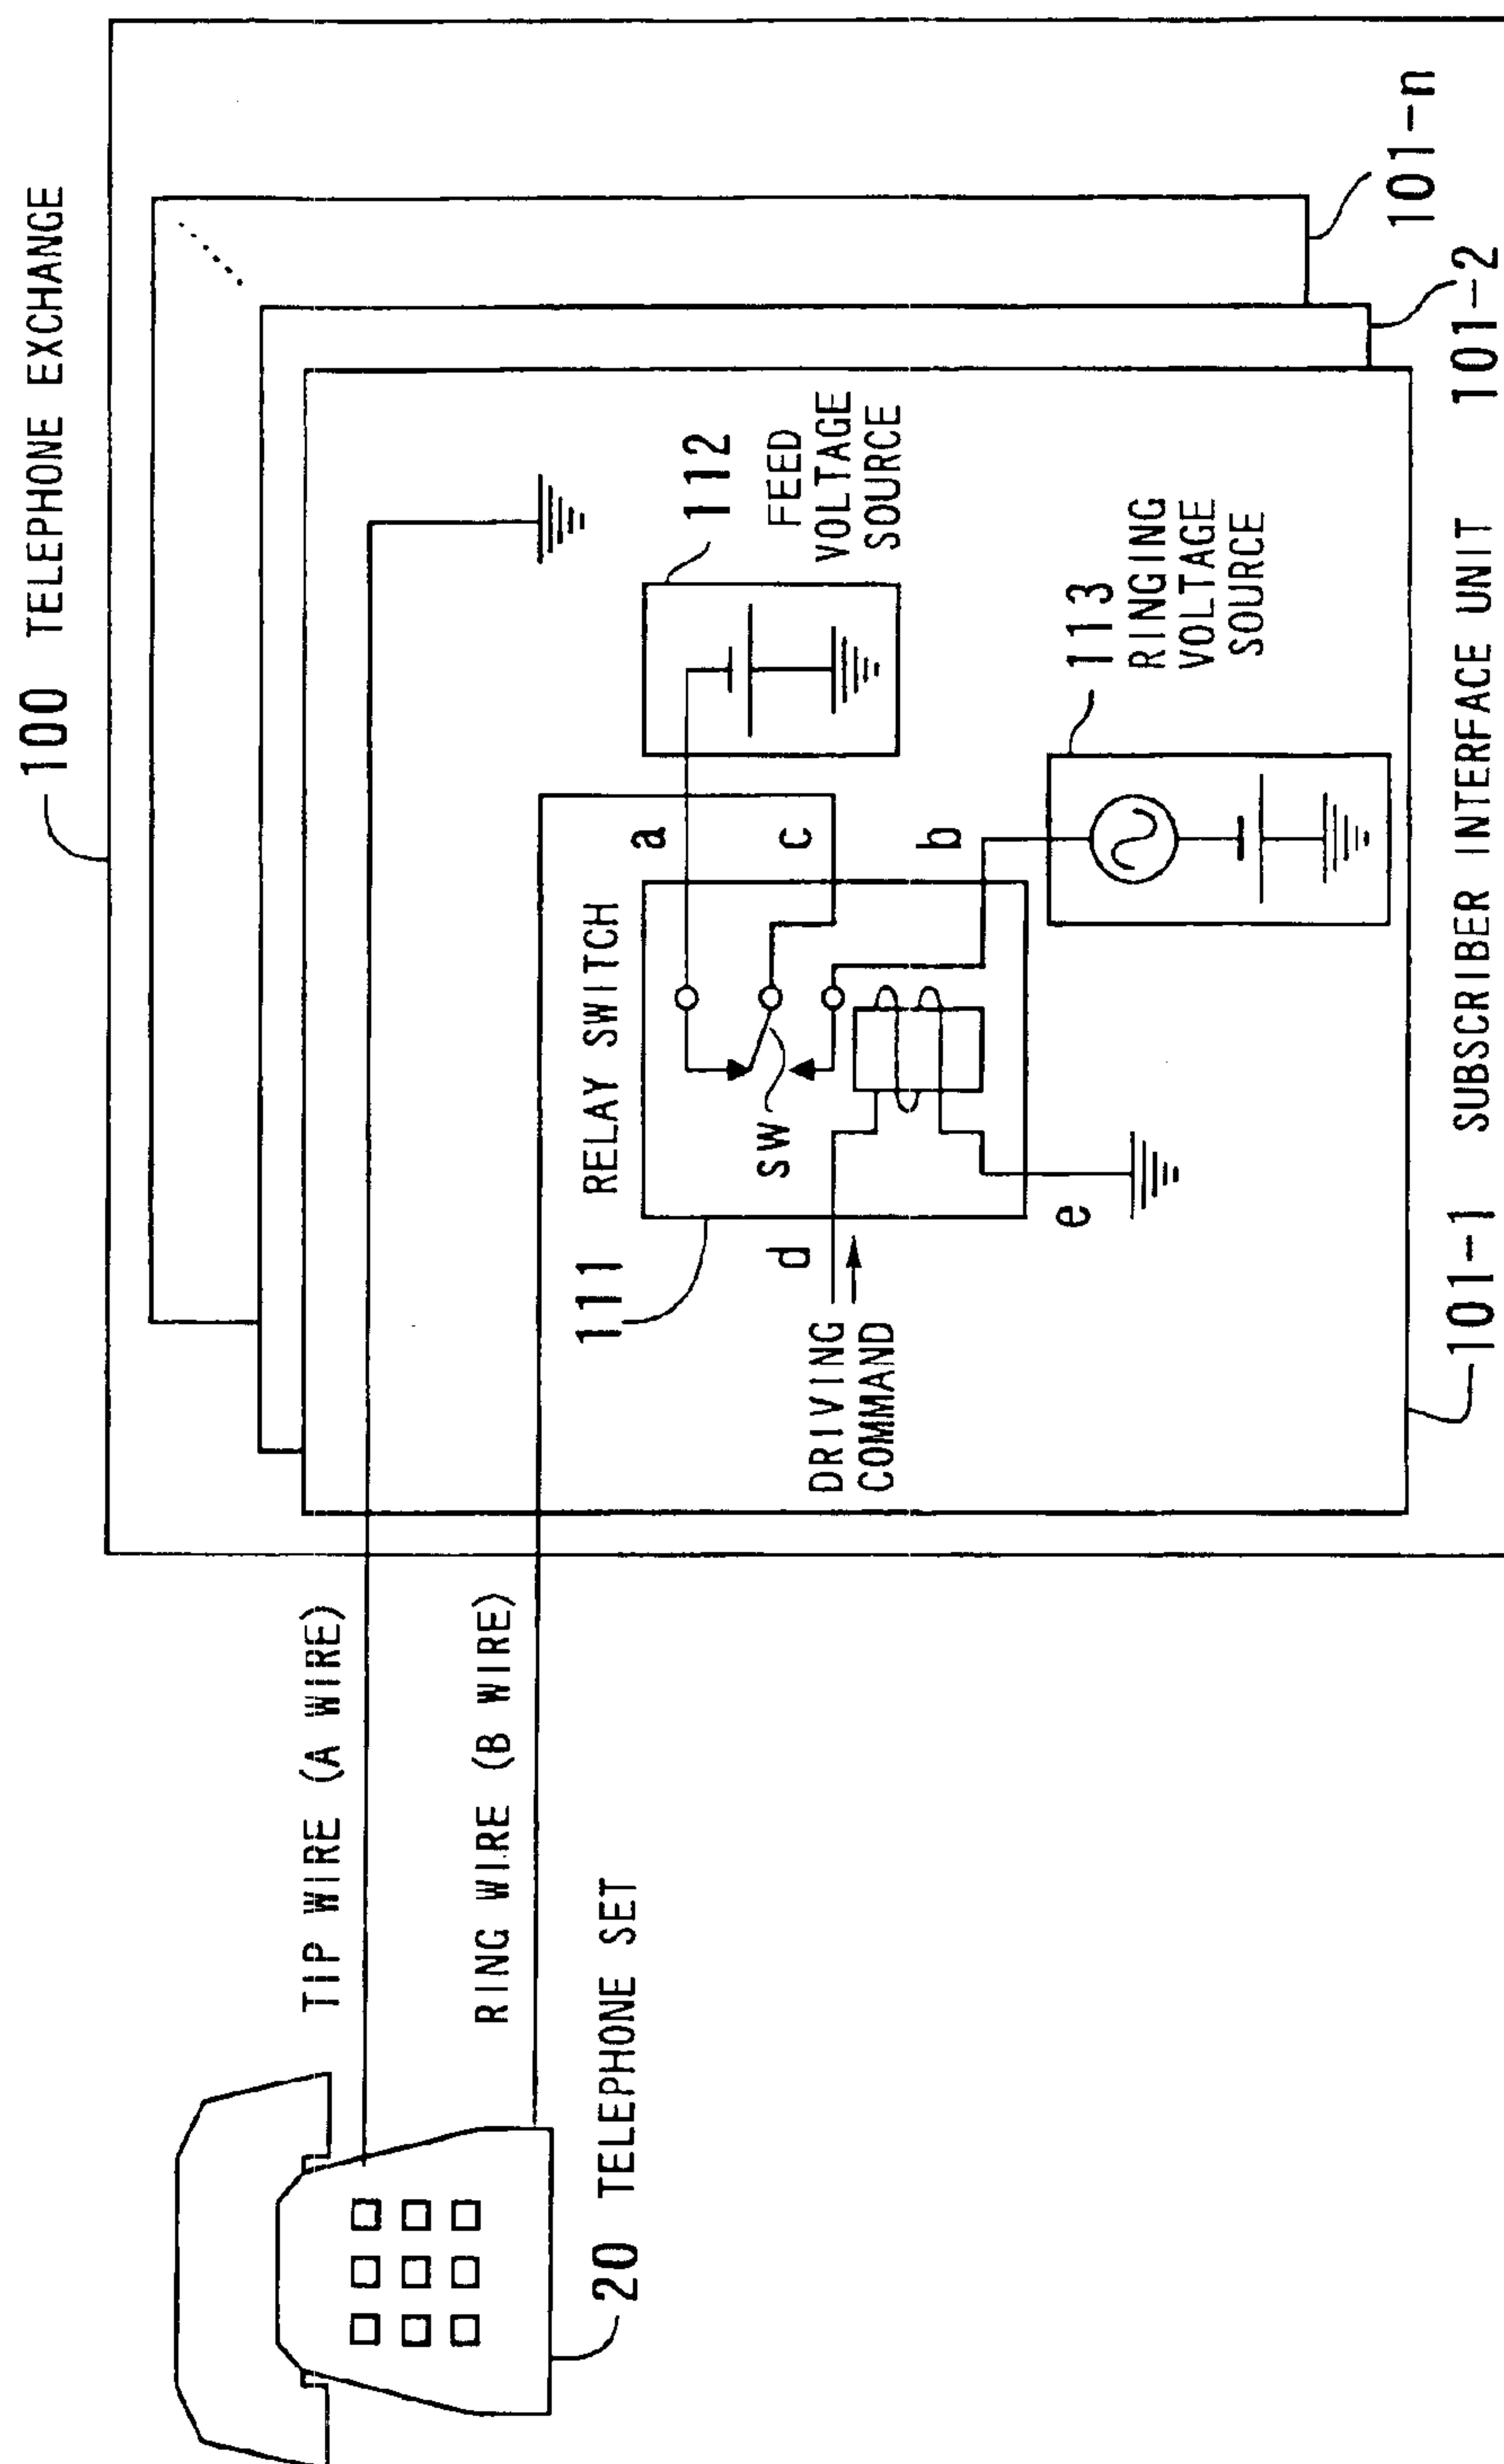 100 TELEPHONE EXCHANGE
TIP WIRE (A WIRE)
RING WIRE (B WIRE)
20 TELEPHONE SET
111
RELAY SWITCH
SW
a
c
b
d
e
DRIVING
COMMAND
112
FEED
VOLTAGE
SOURCE
113
RINGING
VOLTAGE
SOURCE
101-1 SUBSCRIBER INTERFACE UNIT
101-2
101-n